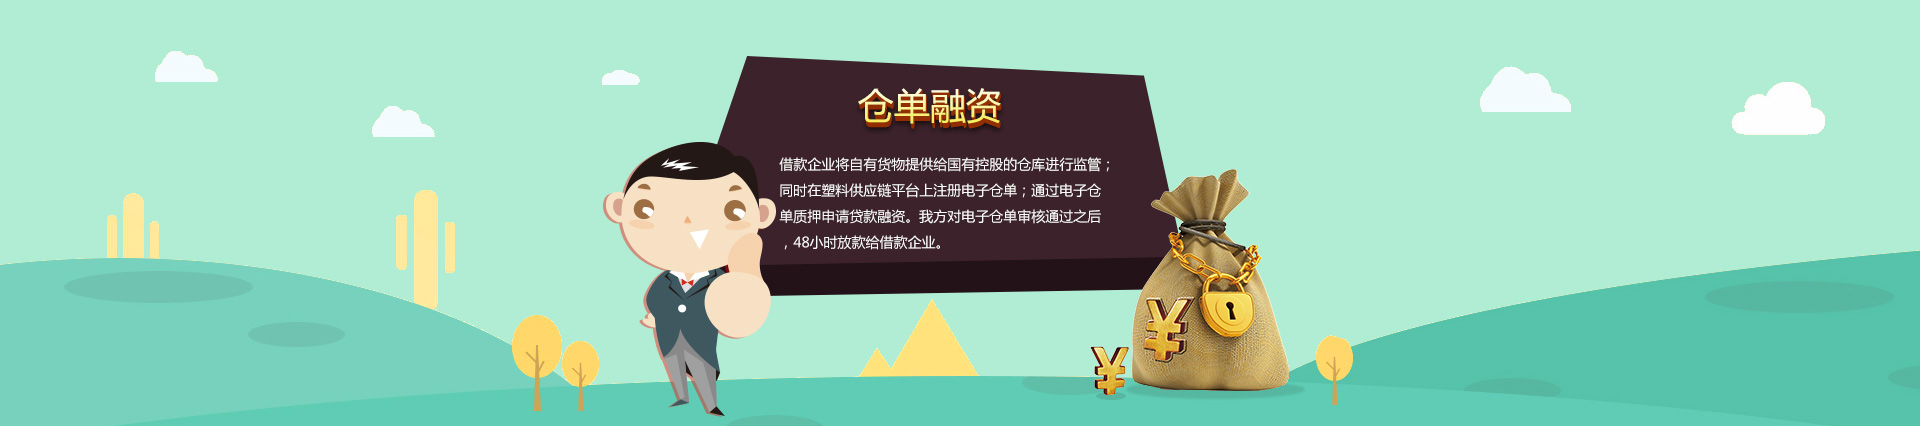 仓单融资
借款企业将自有货物提供给国有控股的仓库进行监管；
同时在塑料供应链平台上注册电子仓单；通过电子仓
单质押申请贷款融资。我方对电子仓单审核通过之后
，48小时放款给借款企业。
¥
¥